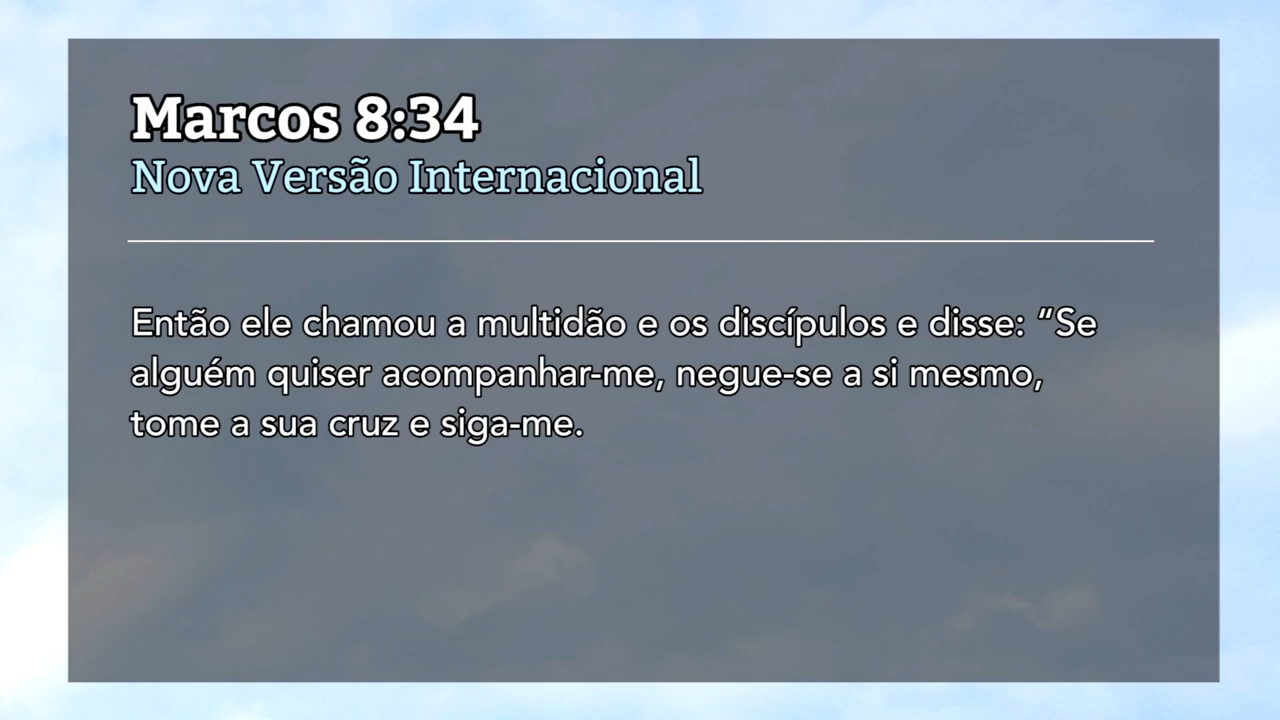 Marcos 8:34
Nova Versão Internacional
Então ele chamou a multidão e os discípulos e disse: “Se
alguém quiser acompanhar-me, negue-se a si mesmo,
tome a sua cruz e siga-me.